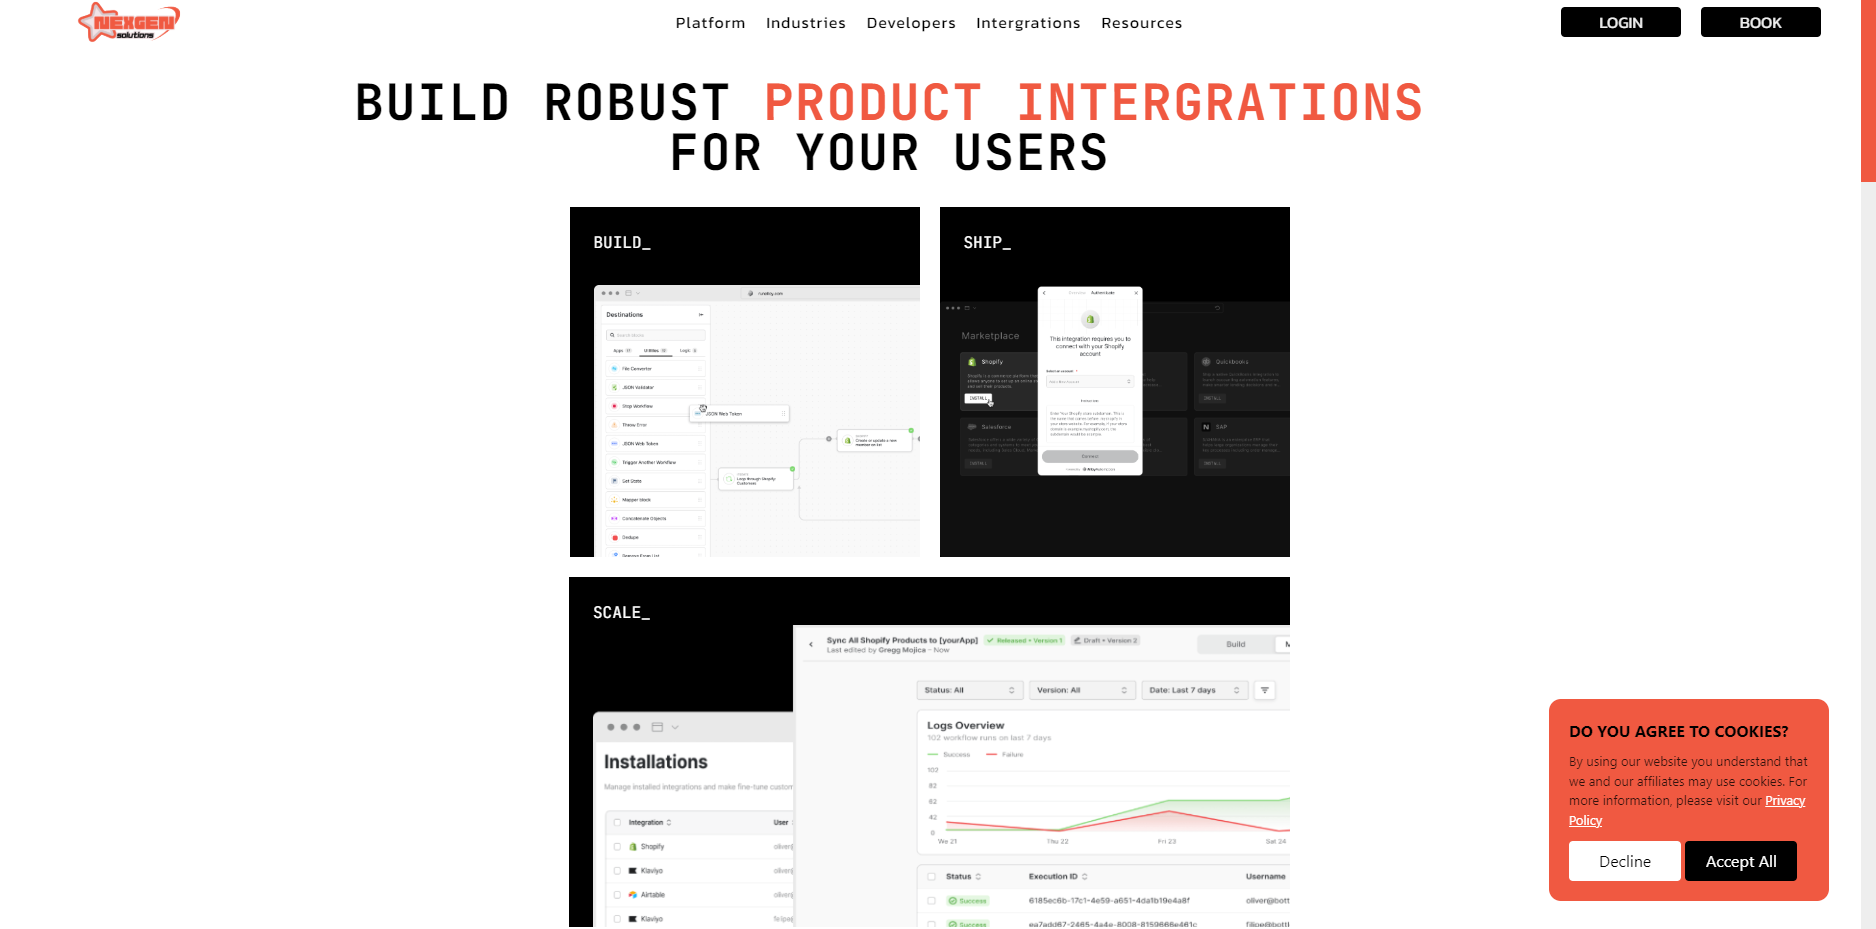 NEXGEN
solutions
Platform Industries Developers Intergrations Resources
LOGIN BOOK
BUILD ROBUST PRODUCT INTERGRATIONS
FOR YOUR USERS
BUILD_
Destinations
Apps
Utilities
Logic
File Converter
JSON Validator
Stop Workflow
Throw Error
JSON Web Token
Trigger Another Workflow
Get State
Mapper block
Concatenate Objects
Dedupe
JSON Web Token
Loop through Shopify
Customers
Create or update a new
member on list
SHIP_
Marketplace
Shopify
INSTALL
Salesforce
INSTALL
Quickbooks
INSTALL
SAP
INSTALL
Authenticate
This integration requires you to
connect with your Shopify
account
Connect
SCALE_
Sync All Shopify Products to [yourApp] Released • Version 1 Draft • Version 2
Last edited by Gregg Mojica – Now
Build M
Status: All Version: All Date: Last 7 days
Logs Overview
102 workflow runs on last 7 days
Success Failure
102
82
62
42
0
We 21 Thu 22 Fri 23 Sat 24
Status Execution ID Username
Success 6185ec6b-17c1-4e59-a651-4da1b19e4a8f oliver@bott
Success ea7add67-2465-4a4e-8008-8159666e461c filipe@bottl
Installations
Manage installed integrations and make fine-tune custom
Integration User
Shopify oliver@
Klaviyo oliver@
Airtable oliver@
Klaviyo felipe@
DO YOU AGREE TO COOKIES?
By using our website you understand that
we and our affiliates may use cookies. For
more information, please visit our Privacy
Policy
Decline Accept All